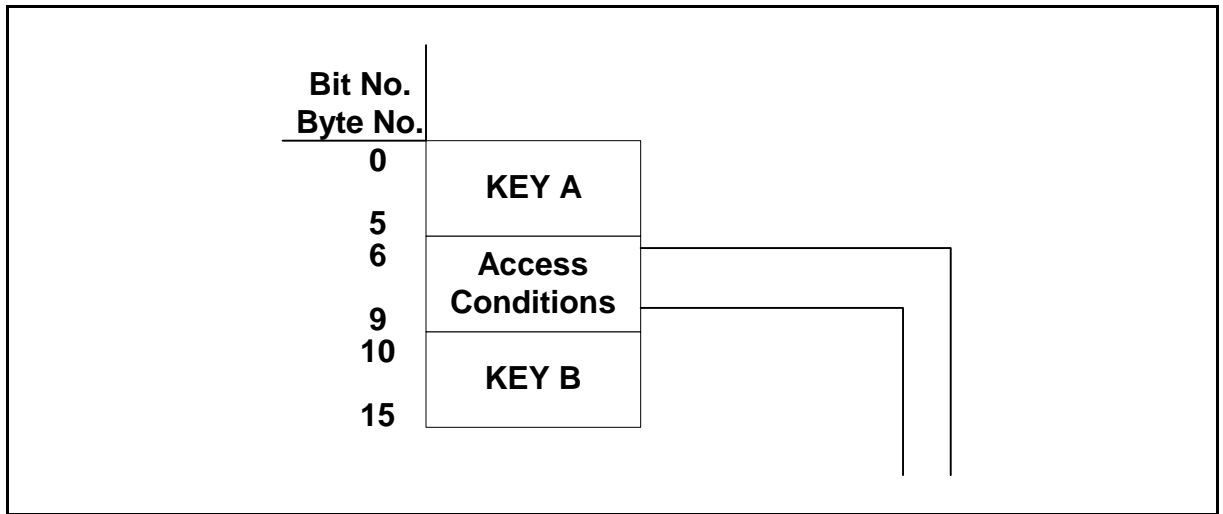 Bit No.
Byte No.
0
KEY A
5
6
Access
Conditions
9
10
KEY B
15